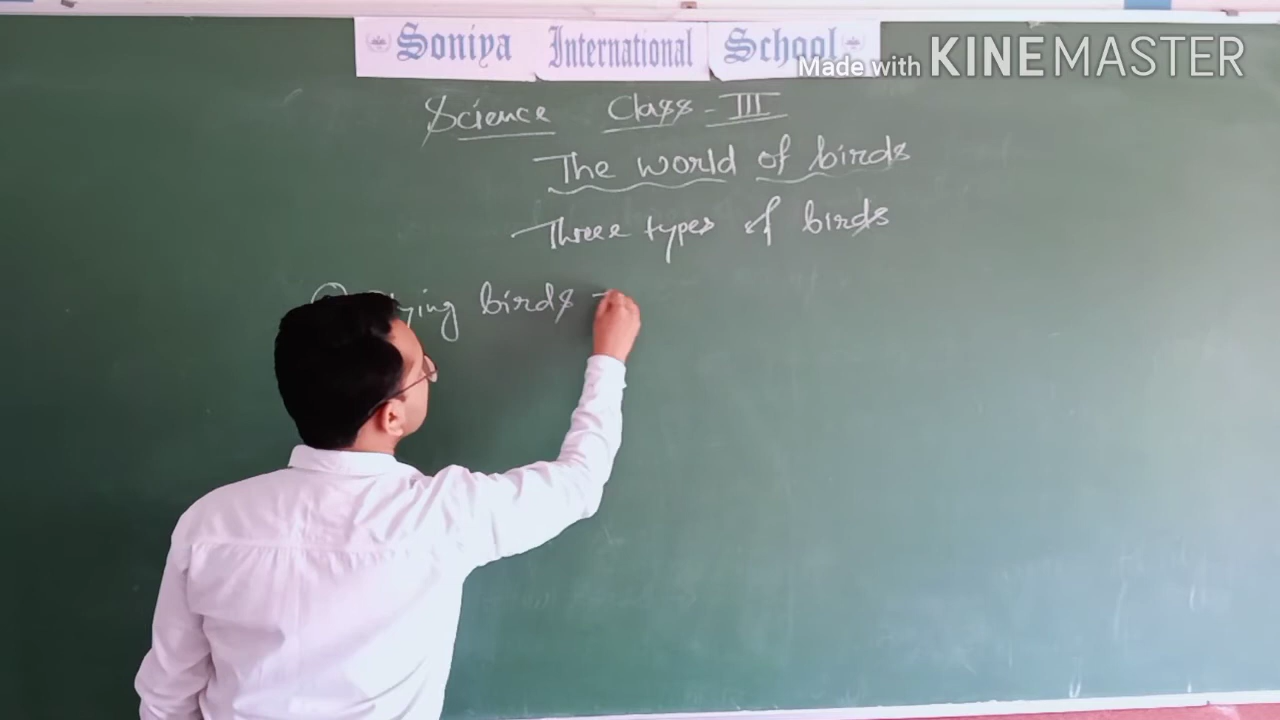 Soniya International School
Made with KINEMASTER
Science Class - III
The world of birds
Three types of birds
birds -